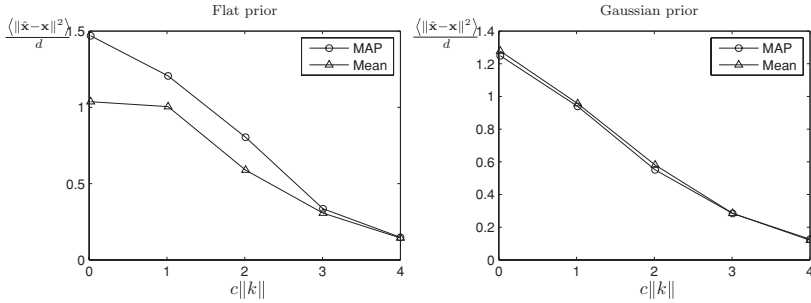 Flat prior
⟨‖x̂−x‖²⟩
d
1.5
1
0.5
0
0 1 2 3 4
c‖k‖
MAP
Mean
Gaussian prior
⟨‖x̂−x‖²⟩
d
1.4
1.2
1
0.8
0.6
0.4
0.2
0
0 1 2 3 4
c‖k‖
MAP
Mean